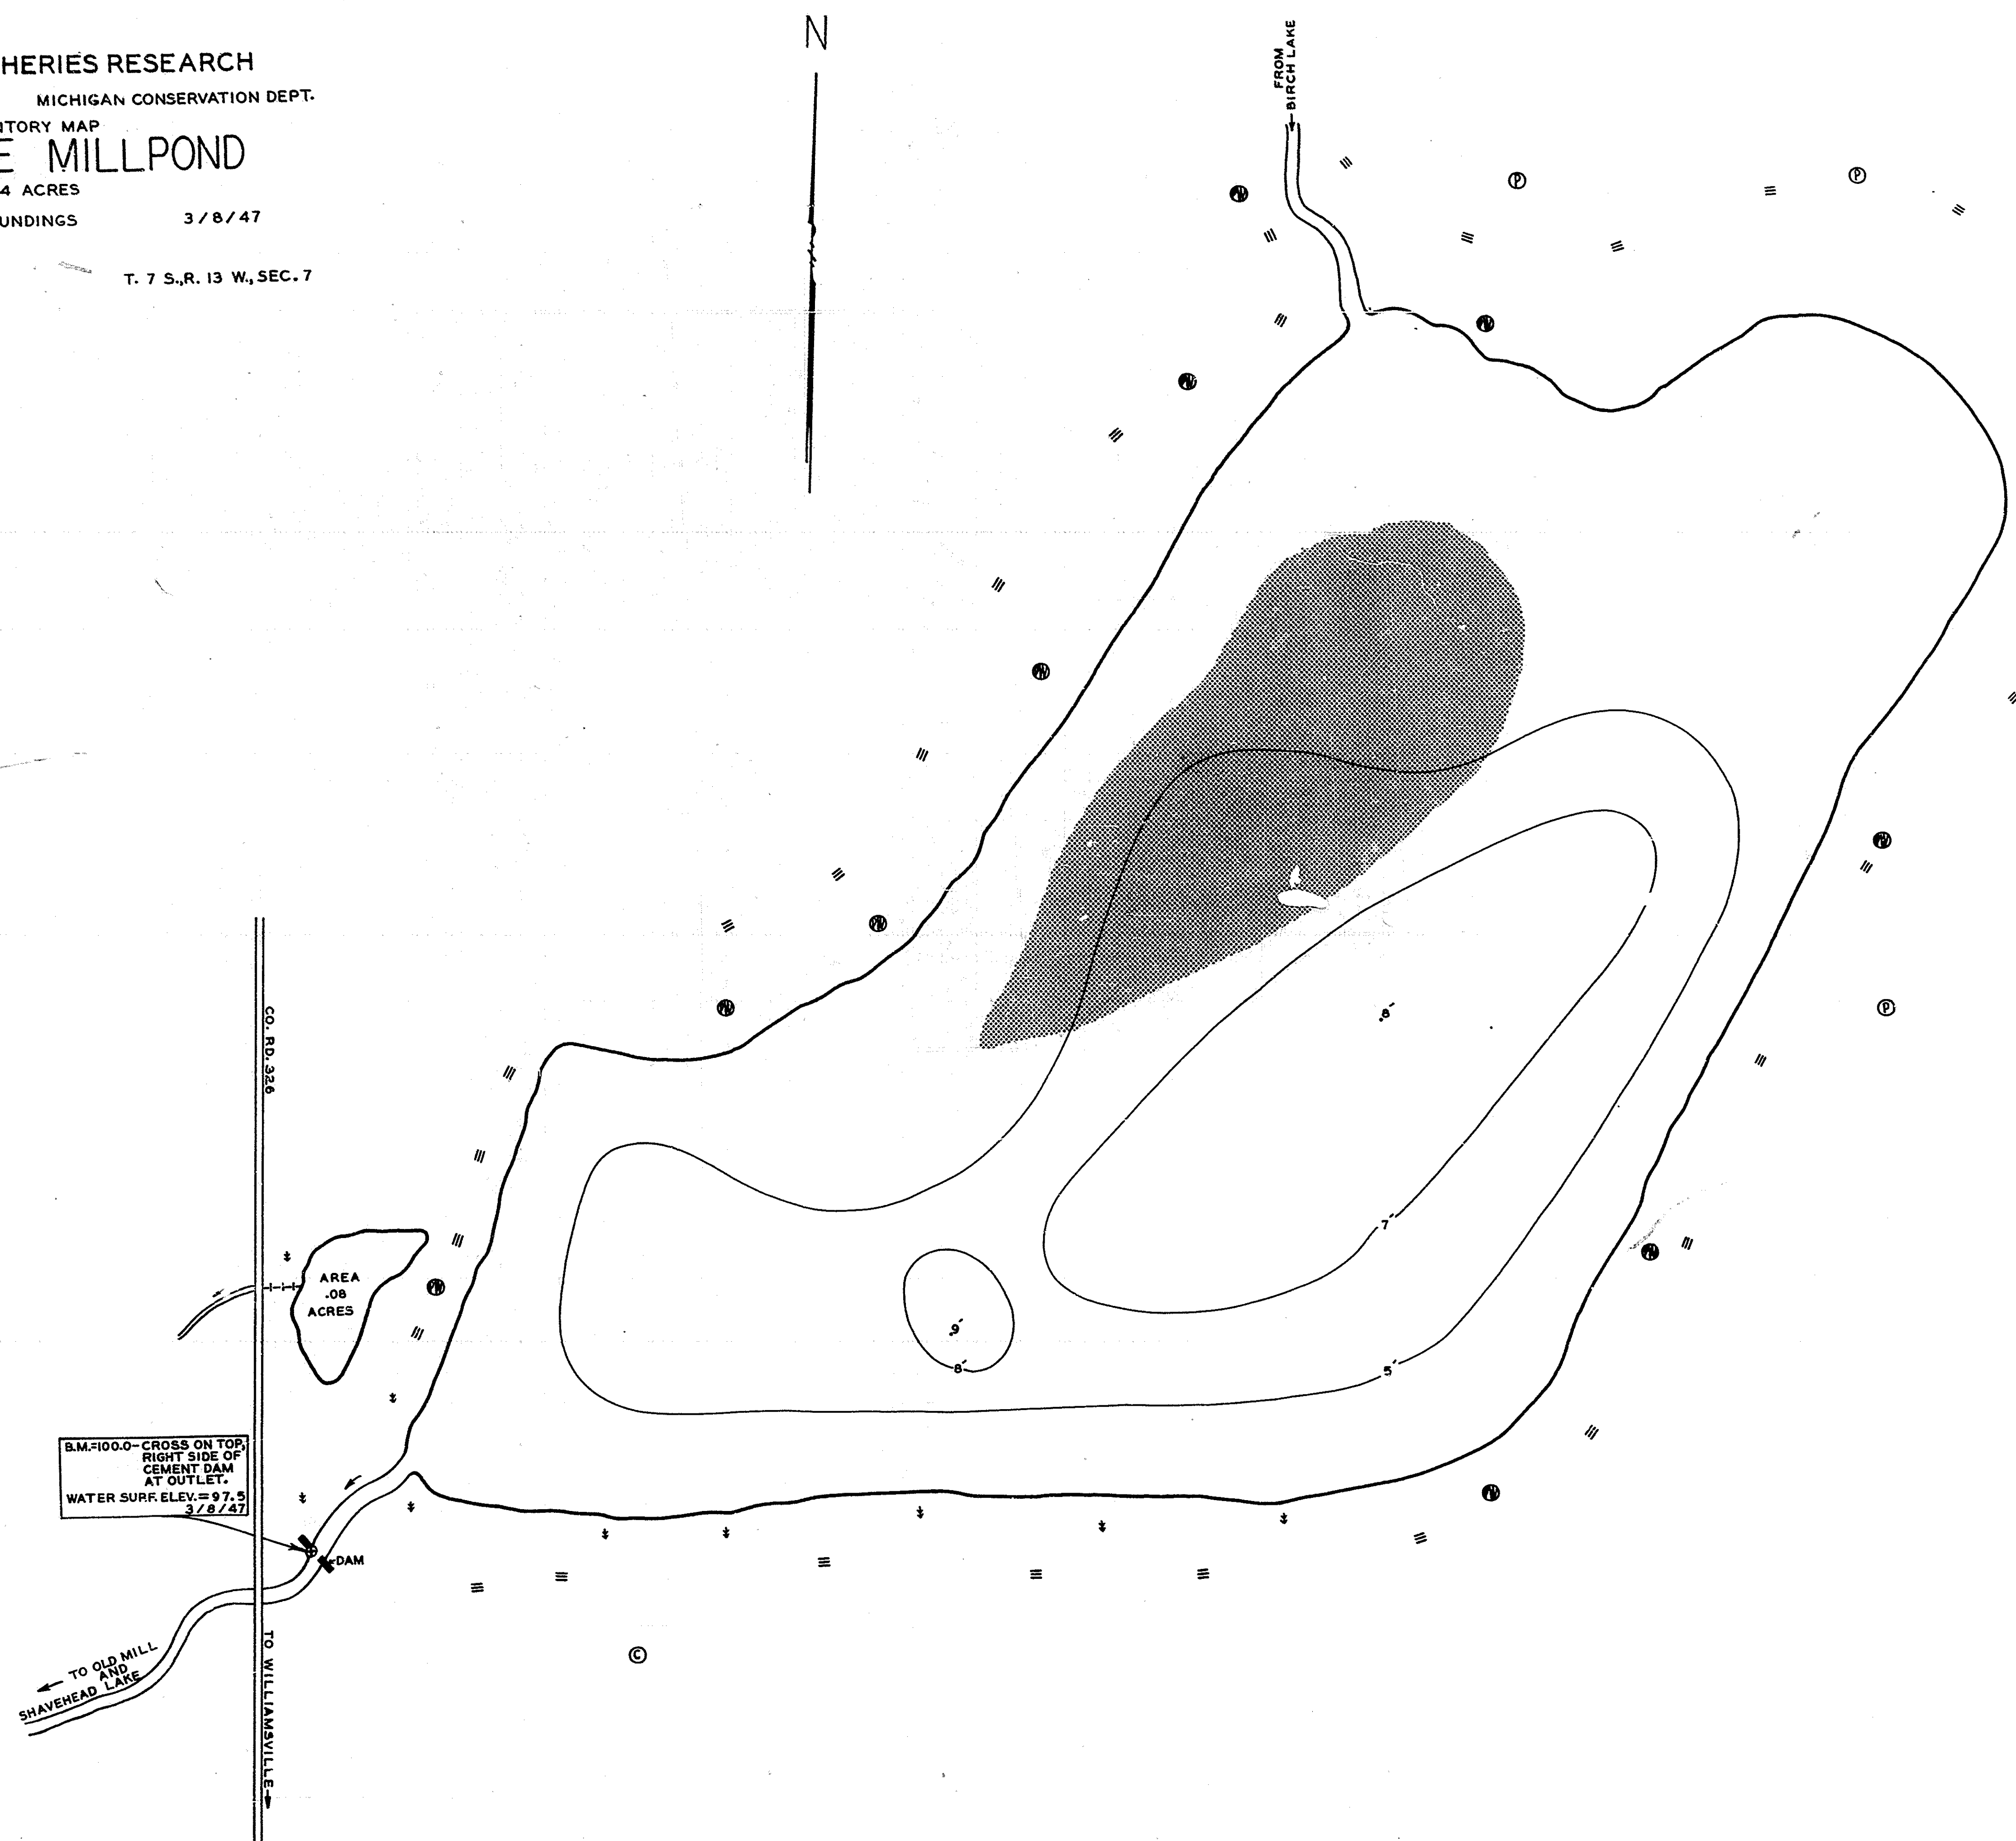 HERIES RESEARCH
MICHIGAN CONSERVATION DEPT.
TORY MAP
E MILLPOND
4 ACRES
UNDINGS 3/8/47
T. 7 S.,R. 13 W., SEC. 7
N
FROM
BIRCH LAKE
P
P
P
8'
7'
5'
9'
8'
CO. RD. 326
AREA
.08
ACRES
B.M.=100.0-CROSS ON TOP,
RIGHT SIDE OF
CEMENT DAM
AT OUTLET.
WATER SURF. ELEV.=97.5
3/8/47
DAM
TO OLD MILL
AND
SHAVEHEAD LAKE
TO WILLIAMSVILLE
C